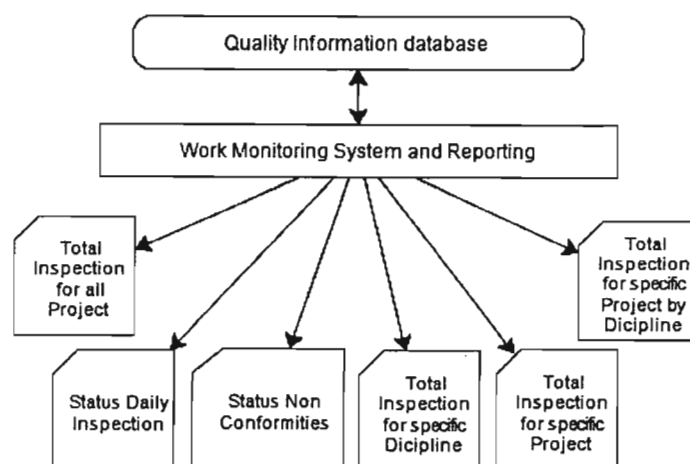 Quality Information database
Work Monitoring System and Reporting
Total
Inspection
for all
Project
Total
Inspection
for specific
Project by
Dicipline
Status Daily
Inspection
Status Non
Conformities
Total
Inspection
for specific
Dicipline
Total
Inspection
for specific
Project